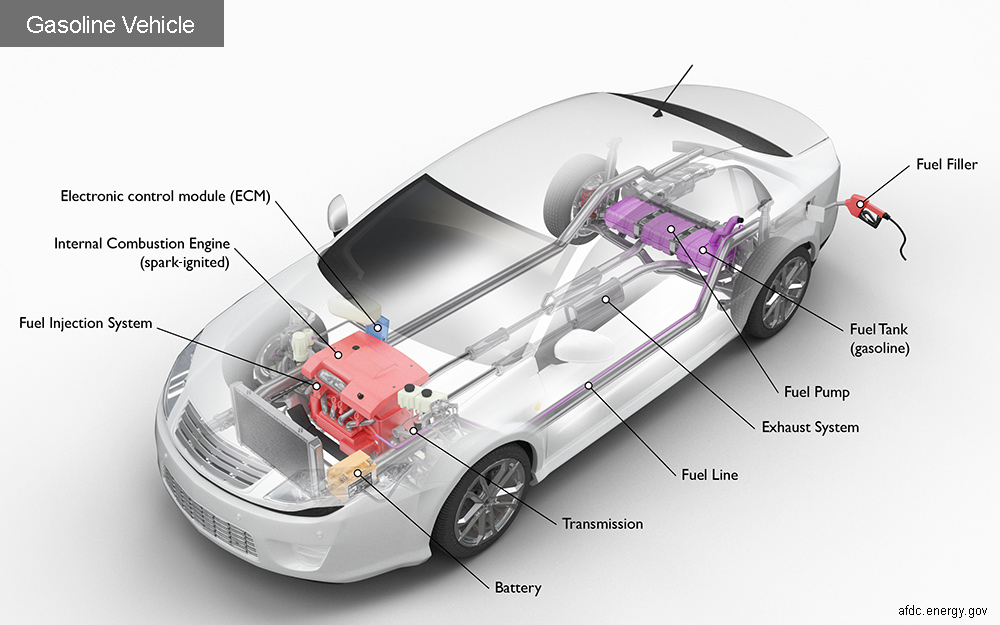 Gasoline Vehicle
Fuel Filler
Electronic control module (ECM)
Internal Combustion Engine
(spark-ignited)
Fuel Injection System
Fuel Tank
(gasoline)
Fuel Pump
Exhaust System
Fuel Line
Transmission
Battery
afdc.energy.gov